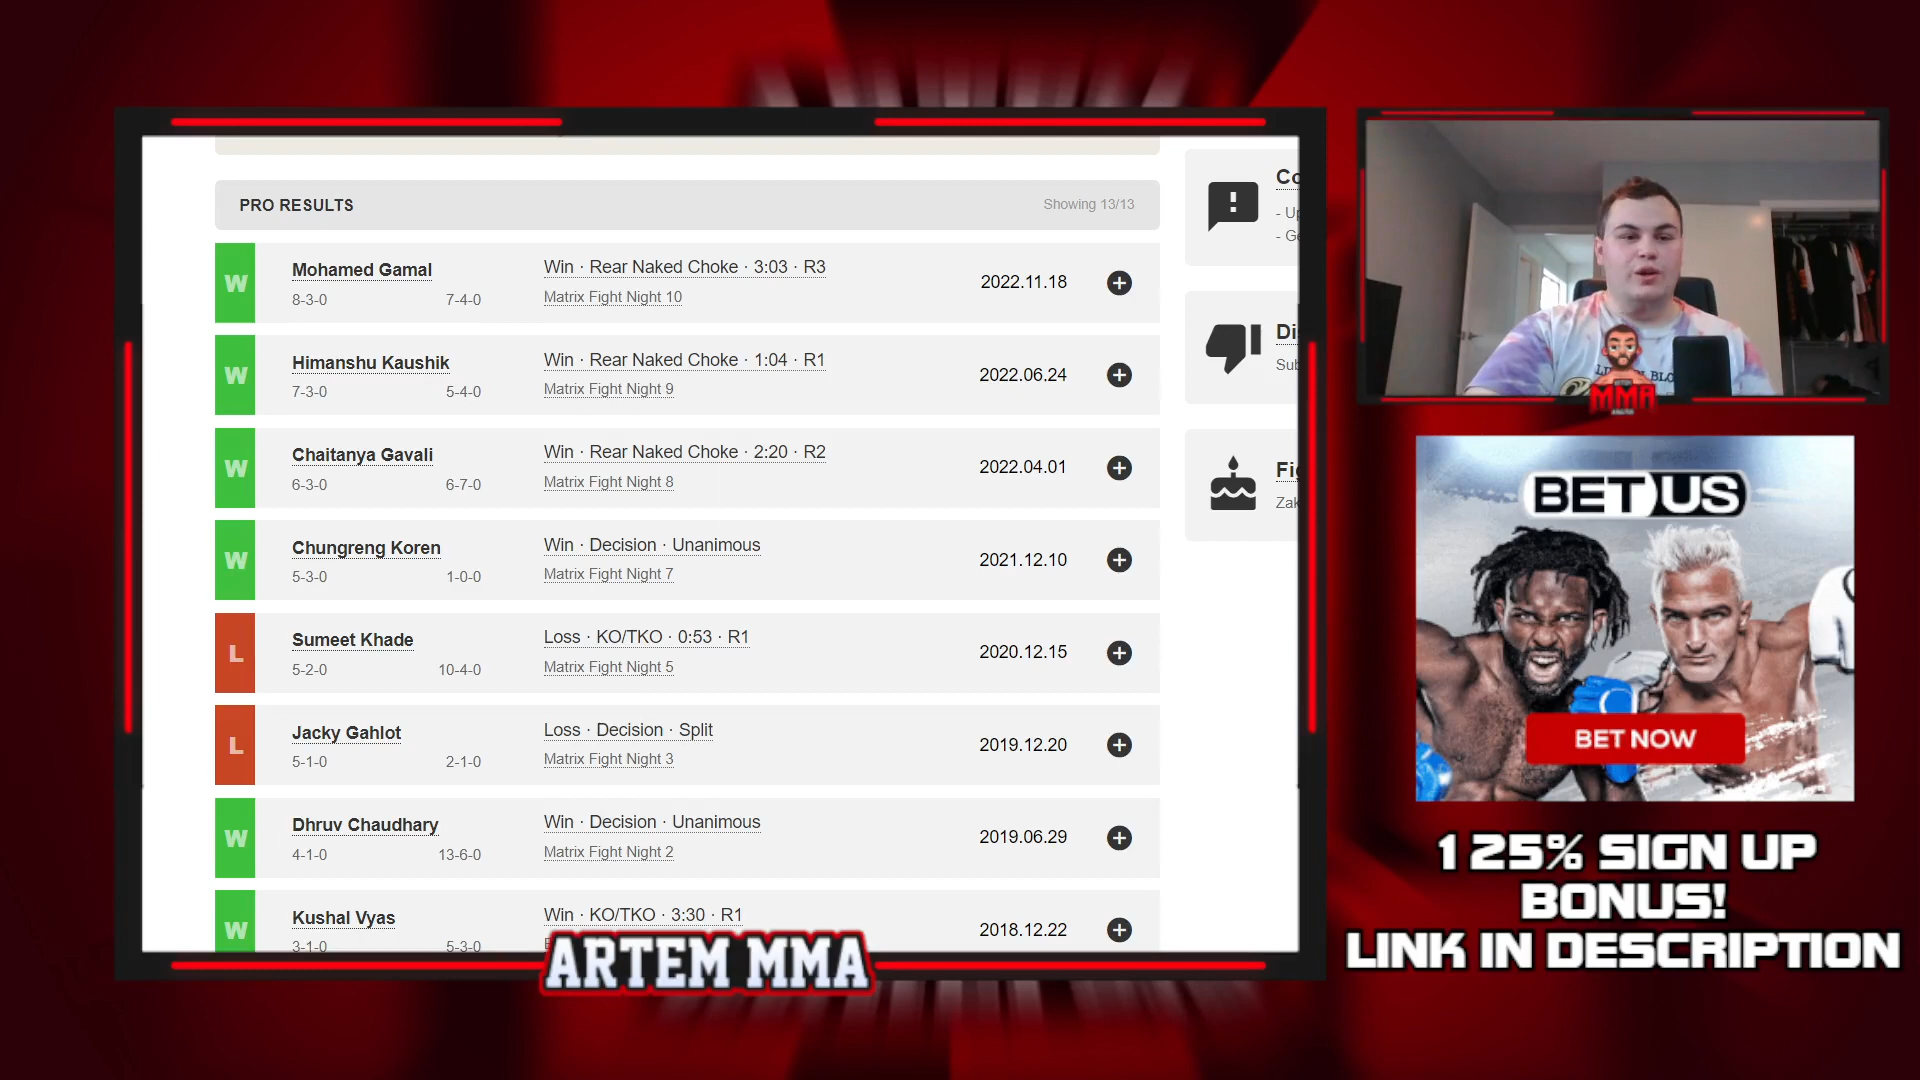 PRO RESULTS
Showing 13/13
W
Mohamed Gamal
8-3-0
7-4-0
Win · Rear Naked Choke · 3:03 · R3
Matrix Fight Night 10
2022.11.18
W
Himanshu Kaushik
7-3-0
5-4-0
Win · Rear Naked Choke · 1:04 · R1
Matrix Fight Night 9
2022.06.24
W
Chaitanya Gavali
6-3-0
6-7-0
Win · Rear Naked Choke · 2:20 · R2
Matrix Fight Night 8
2022.04.01
W
Chungreng Koren
5-3-0
1-0-0
Win · Decision · Unanimous
Matrix Fight Night 7
2021.12.10
L
Sumeet Khade
5-2-0
10-4-0
Loss · KO/TKO · 0:53 · R1
Matrix Fight Night 5
2020.12.15
L
Jacky Gahlot
5-1-0
2-1-0
Loss · Decision · Split
Matrix Fight Night 3
2019.12.20
W
Dhruv Chaudhary
4-1-0
13-6-0
Win · Decision · Unanimous
Matrix Fight Night 2
2019.06.29
W
Kushal Vyas
3-1-0
5-3-0
Win · KO/TKO · 3:30 · R1
2018.12.22
Co
- Up
- Ge
Di
Sub
Fig
Zak
ARTEM MMA
MMA
BETUS
BET NOW
125% SIGN UP
BONUS!
LINK IN DESCRIPTION